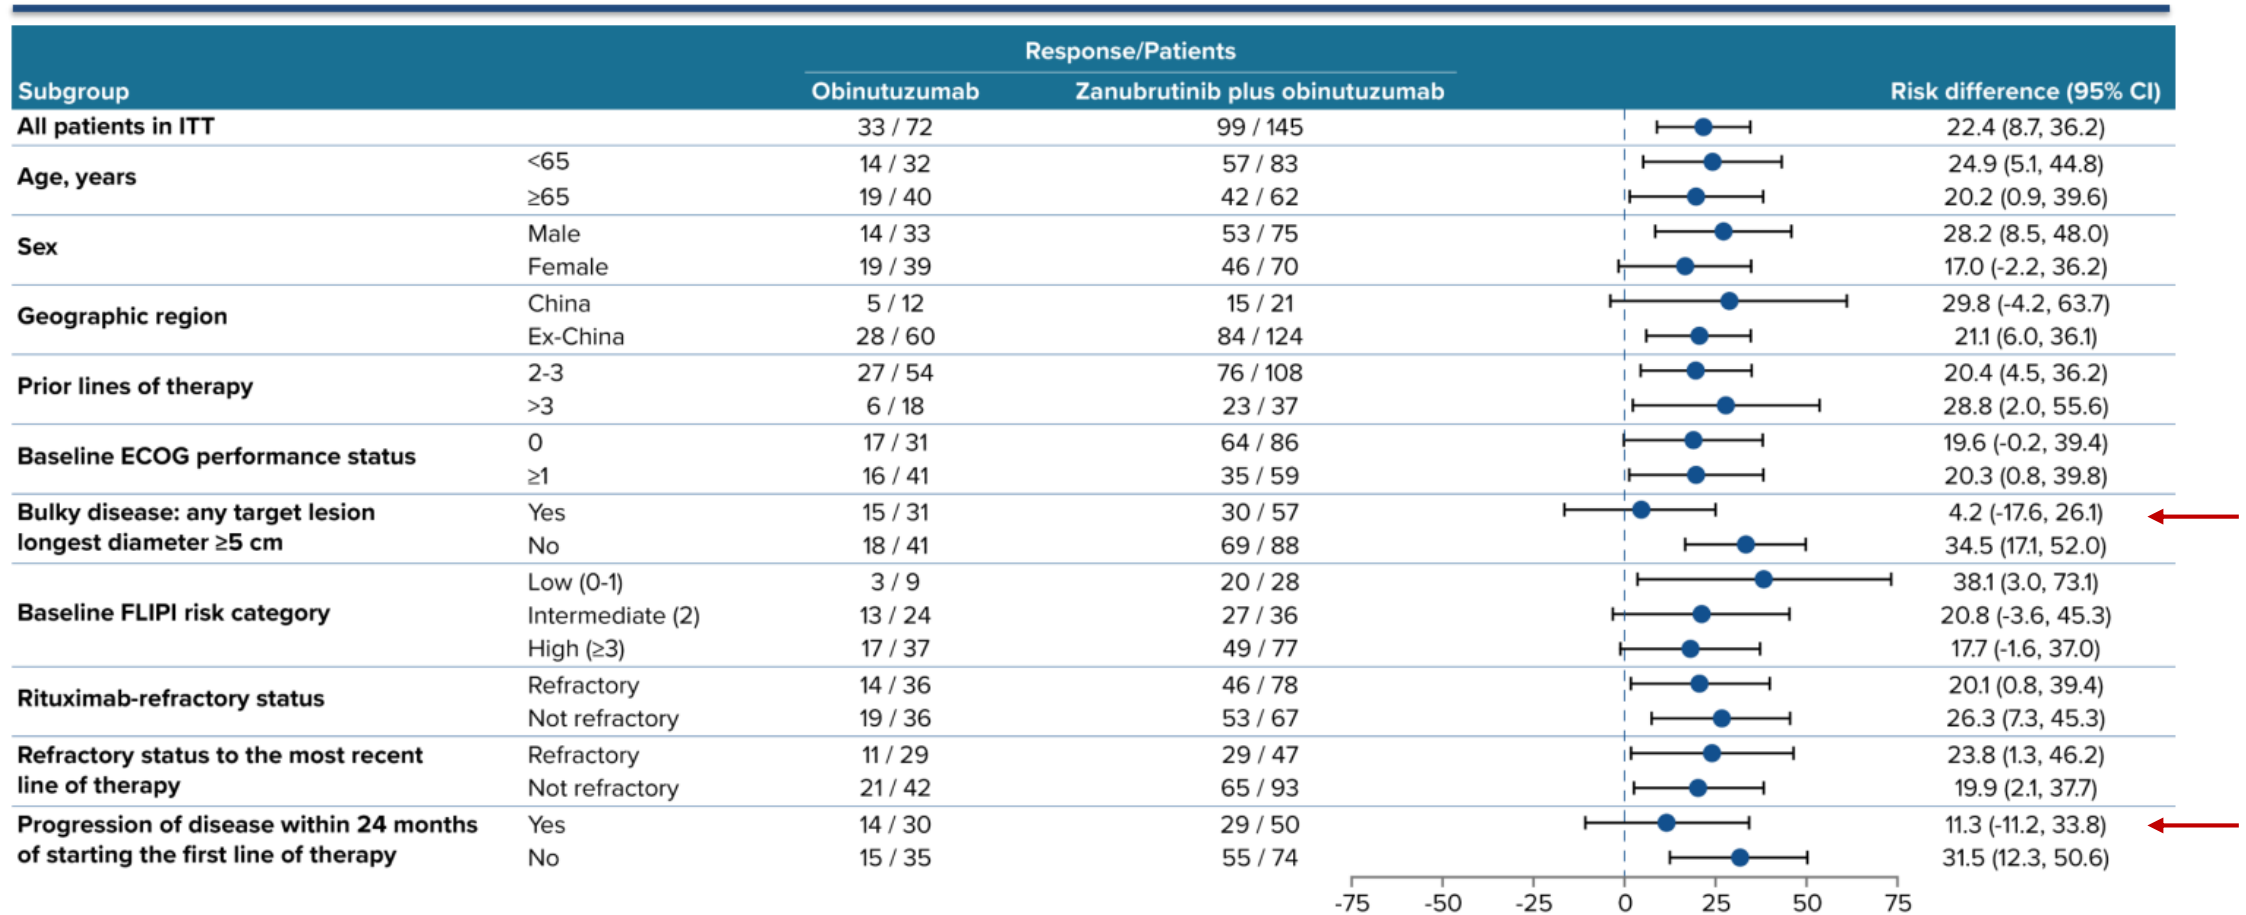 Response/Patients
Subgroup Obinutuzumab Zanubrutinib plus obinutuzumab Risk difference (95% CI)
All patients in ITT 33 / 72 99 / 145 22.4 (8.7, 36.2)
Age, years
<65 14 / 32 57 / 83 24.9 (5.1, 44.8)
≥65 19 / 40 42 / 62 20.2 (0.9, 39.6)
Sex
Male 14 / 33 53 / 75 28.2 (8.5, 48.0)
Female 19 / 39 46 / 70 17.0 (-2.2, 36.2)
Geographic region
China 5 / 12 15 / 21 29.8 (-4.2, 63.7)
Ex-China 28 / 60 84 / 124 21.1 (6.0, 36.1)
Prior lines of therapy
2-3 27 / 54 76 / 108 20.4 (4.5, 36.2)
>3 6 / 18 23 / 37 28.8 (2.0, 55.6)
Baseline ECOG performance status
0 17 / 31 64 / 86 19.6 (-0.2, 39.4)
≥1 16 / 41 35 / 59 20.3 (0.8, 39.8)
Bulky disease: any target lesion
longest diameter ≥5 cm
Yes 15 / 31 30 / 57 4.2 (-17.6, 26.1)
No 18 / 41 69 / 88 34.5 (17.1, 52.0)
Baseline FLIPI risk category
Low (0-1) 3 / 9 20 / 28 38.1 (3.0, 73.1)
Intermediate (2) 13 / 24 27 / 36 20.8 (-3.6, 45.3)
High (≥3) 17 / 37 49 / 77 17.7 (-1.6, 37.0)
Rituximab-refractory status
Refractory 14 / 36 46 / 78 20.1 (0.8, 39.4)
Not refractory 19 / 36 53 / 67 26.3 (7.3, 45.3)
Refractory status to the most recent
line of therapy
Refractory 11 / 29 29 / 47 23.8 (1.3, 46.2)
Not refractory 21 / 42 65 / 93 19.9 (2.1, 37.7)
Progression of disease within 24 months
of starting the first line of therapy
Yes 14 / 30 29 / 50 11.3 (-11.2, 33.8)
No 15 / 35 55 / 74 31.5 (12.3, 50.6)
-75 -50 -25 0 25 50 75